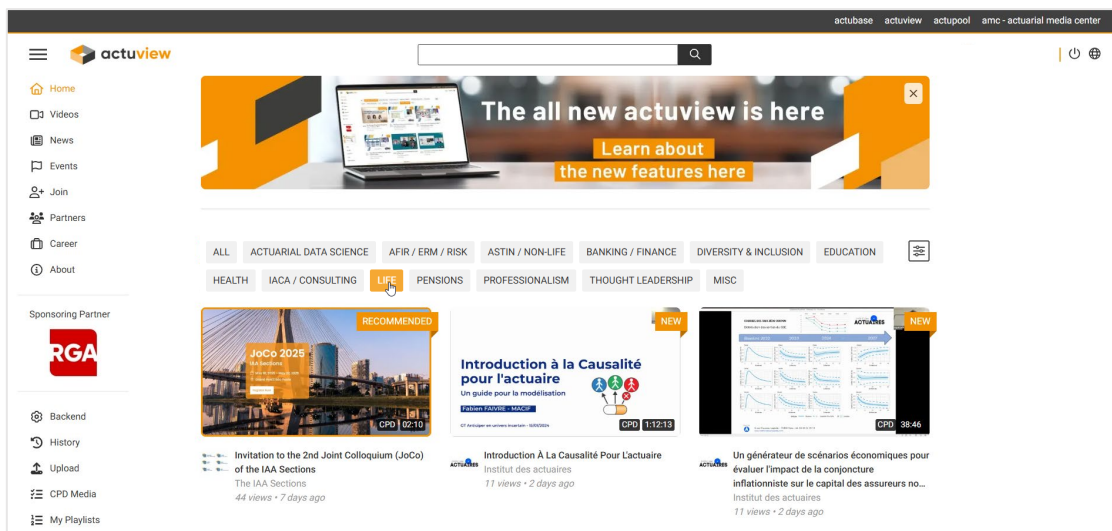 actubase actuview actupool amc - actuarial media center
actuview
Home
Videos
News
Events
Join
Partners
Career
About
Sponsoring Partner
RGA
Backend
History
Upload
CPD Media
My Playlists
The all new actuview is here
Learn about
the new features here
ALL ACTUARIAL DATA SCIENCE AFIR / ERM / RISK ASTIN / NON-LIFE BANKING / FINANCE DIVERSITY & INCLUSION EDUCATION
HEALTH IACA / CONSULTING LIFE PENSIONS PROFESSIONALISM THOUGHT LEADERSHIP MISC
RECOMMENDED
JoCo 2025
IAA Sections
CPD 02:10
Invitation to the 2nd Joint Colloquium (JoCo)
of the IAA Sections
The IAA Sections
44 views • 7 days ago
NEW
Introduction à la Causalité
pour l'actuaire
Un guide pour la modélisation
Fabien FAIVRE - MACIF
CPD 1:12:13
ACTUAIRES
Introduction À La Causalité Pour L'actuaire
Institut des actuaires
11 views • 2 days ago
NEW
ACTUAIRES
CPD 38:46
ACTUAIRES
Un générateur de scénarios économiques pour
évaluer l'impact de la conjoncture
inflationniste sur le capital des assureurs no...
Institut des actuaires
11 views • 2 days ago